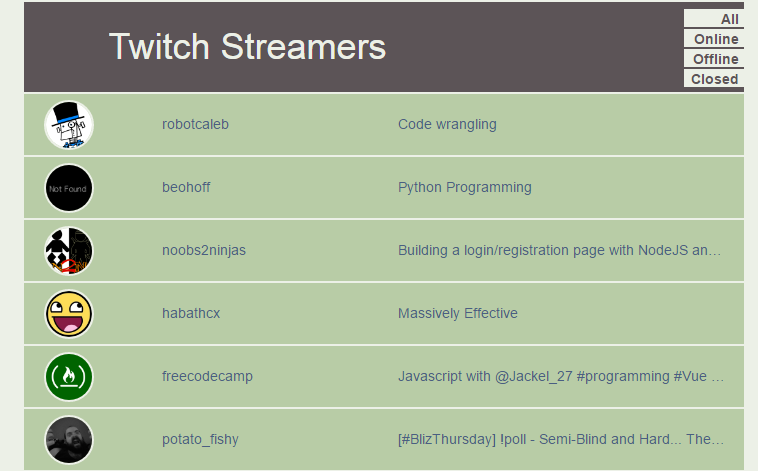 Twitch Streamers
All
Online
Offline
Closed
robotcaleb Code wrangling
Not Found
beohoff Python Programming
noobs2ninjas Building a login/registration page with NodeJS an…
habathcx Massively Effective
freecodecamp Javascript with @Jackel_27 #programming #Vue …
potato_fishy [#BlizThursday] !poll - Semi-Blind and Hard... The…